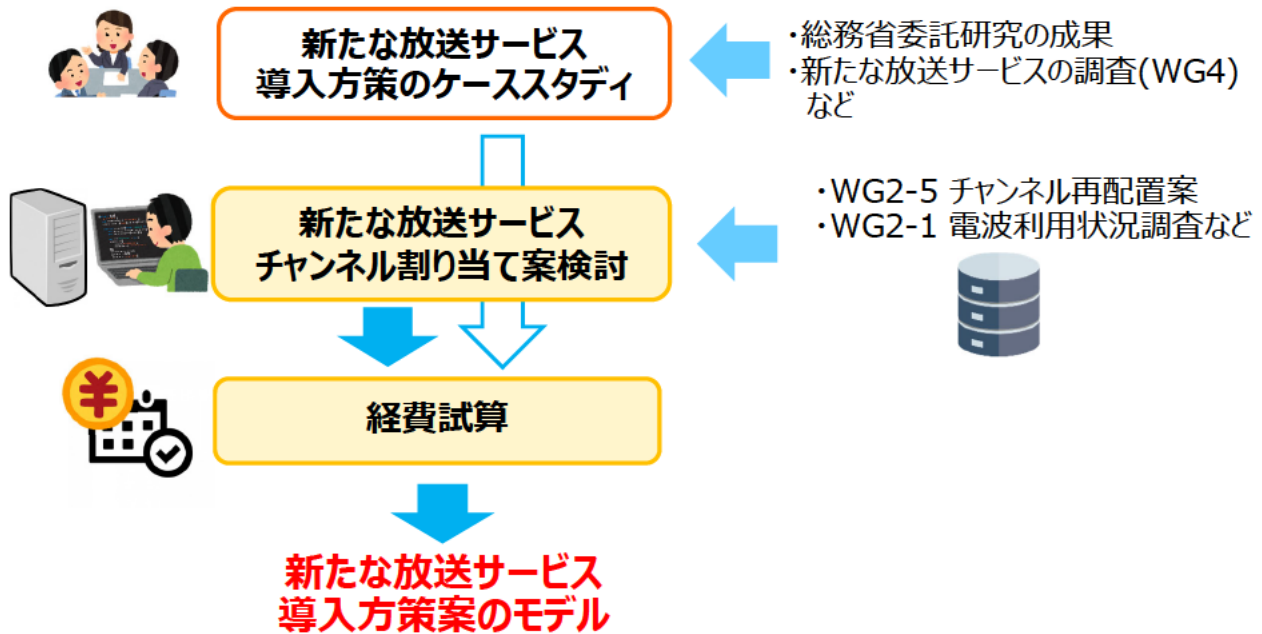 新たな放送サービス
導入方策のケーススタディ
・総務省委託研究の成果
・新たな放送サービスの調査(WG4)
など
新たな放送サービス
チャンネル割り当て案検討
・WG2-5 チャンネル再配置案
・WG2-1 電波利用状況調査など
¥
経費試算
新たな放送サービス
導入方策案のモデル